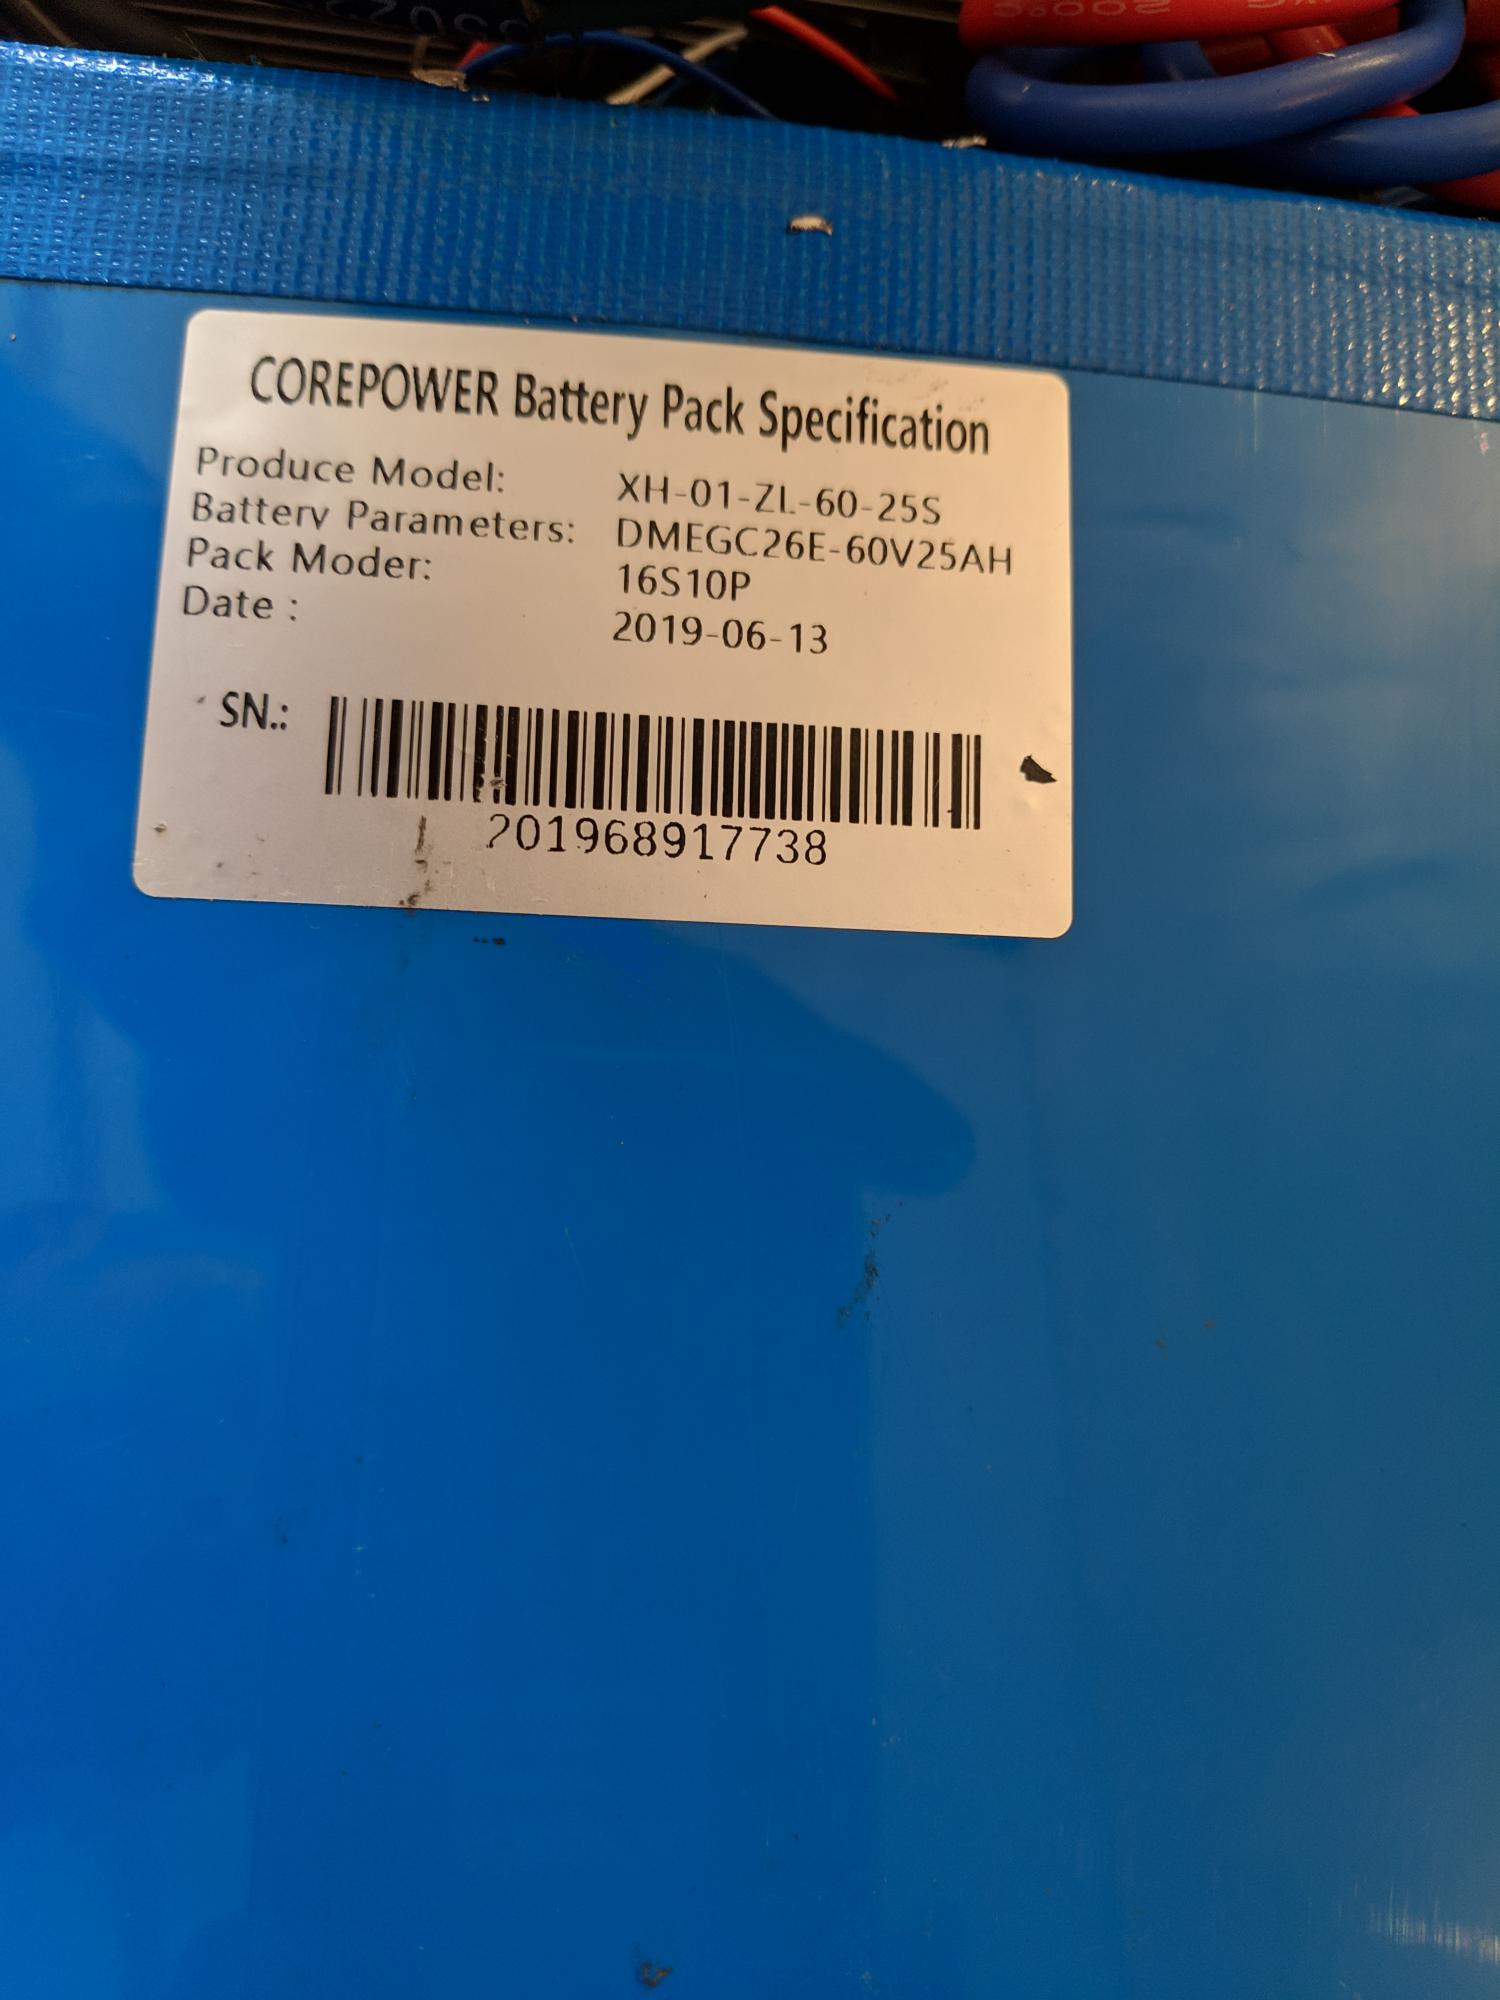 COREPOWER Battery Pack Specification
Produce Model: XH-01-ZL-60-25S
Battery Parameters: DMEGC26E-60V25AH
Pack Moder: 16S10P
Date : 2019-06-13
SN.:
201968917738